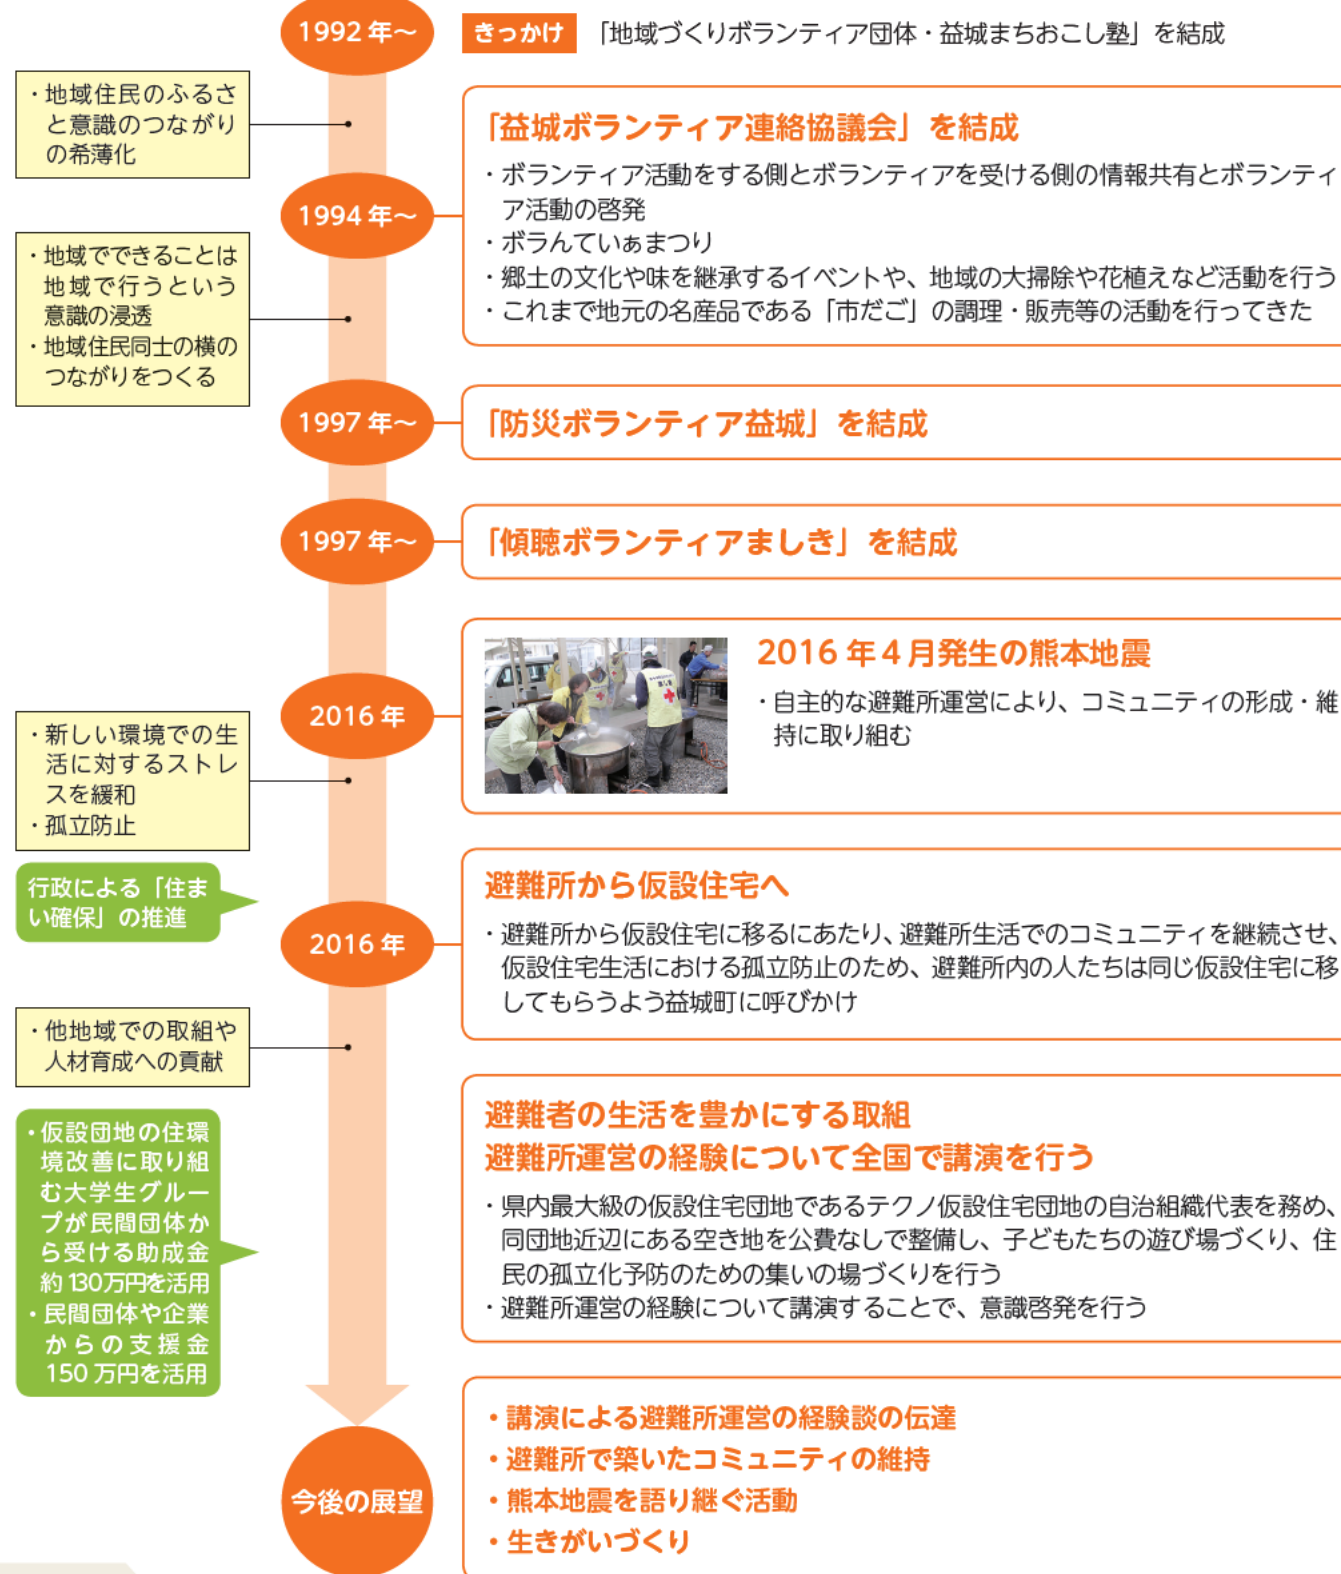 1992年～
きっかけ
「地域づくりボランティア団体・益城まちおこし塾」を結成
・地域住民のふるさ
と意識のつながり
の希薄化
1994年～
「益城ボランティア連絡協議会」を結成
・ボランティア活動をする側とボランティアを受ける側の情報共有とボランティ
ア活動の啓発
・ボラんていぁまつり
・郷土の文化や味を継承するイベントや、地域の大掃除や花植えなど活動を行う
・これまで地元の名産品である「市だご」の調理・販売等の活動を行ってきた
・地域でできることは
地域で行うという
意識の浸透
・地域住民同士の横の
つながりをつくる
1997年～
「防災ボランティア益城」を結成
1997年～
「傾聴ボランティアましき」を結成
2016年
2016年4月発生の熊本地震
・自主的な避難所運営により、コミュニティの形成・維
持に取り組む
・新しい環境での生
活に対するストレ
スを緩和
・孤立防止
行政による「住ま
い確保」の推進
2016年
避難所から仮設住宅へ
・避難所から仮設住宅に移るにあたり、避難所生活でのコミュニティを継続させ、
仮設住宅生活における孤立防止のため、避難所内の人たちは同じ仮設住宅に移
してもらうよう益城町に呼びかけ
・他地域での取組や
人材育成への貢献
・仮設団地の住環
境改善に取り組
む大学生グルー
プが民間団体か
ら受ける助成金
約130万円を活用
・民間団体や企業
からの支援金
150万円を活用
避難者の生活を豊かにする取組
避難所運営の経験について全国で講演を行う
・県内最大級の仮設住宅団地であるテクノ仮設住宅団地の自治組織代表を務め、
同団地近辺にある空き地を公費なしで整備し、子どもたちの遊び場づくり、住
民の孤立化予防のための集いの場づくりを行う
・避難所運営の経験について講演することで、意識啓発を行う
今後の展望
・講演による避難所運営の経験談の伝達
・避難所で築いたコミュニティの維持
・熊本地震を語り継ぐ活動
・生きがいづくり